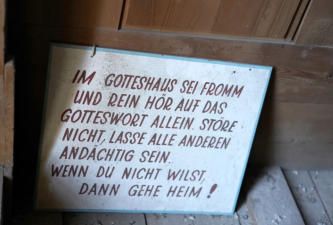 IM GOTTESHAUS SEI FROMM
UND REIN HÖR AUF DAS
GOTTESWORT ALLEIN. STÖRE
NICHT, LASSE ALLE ANDEREN
ANDÄCHTIG SEIN.
WENN DU NICHT WILST,
DANN GEHE HEIM!